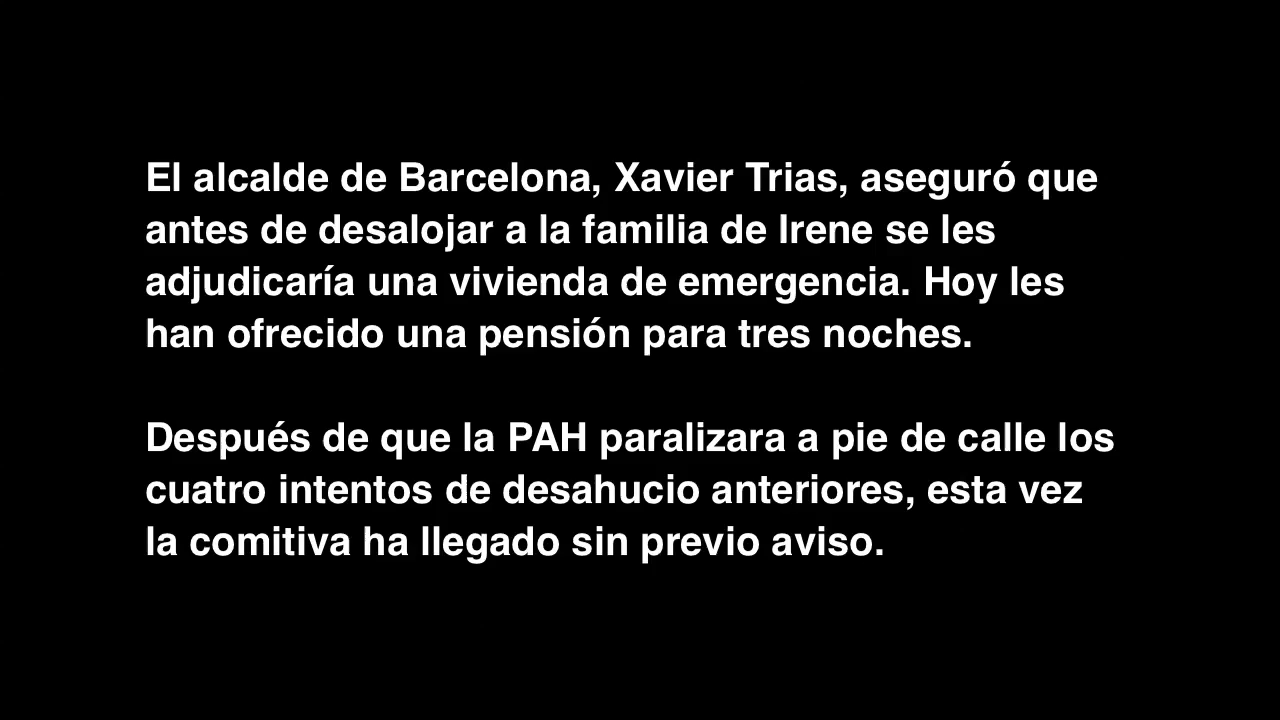 El alcalde de Barcelona, Xavier Trias, aseguró que
antes de desalojar a la familia de Irene se les
adjudicaría una vivienda de emergencia. Hoy les
han ofrecido una pensión para tres noches.
Después de que la PAH paralizara a pie de calle los
cuatro intentos de desahucio anteriores, esta vez
la comitiva ha llegado sin previo aviso.